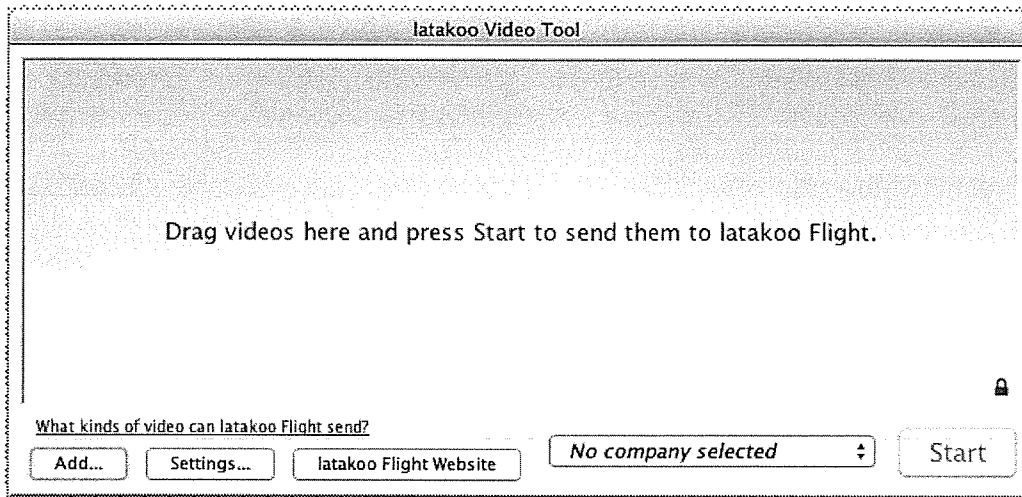 latakoo Video Tool
Drag videos here and press Start to send them to latakoo Flight.
What kinds of video can latakoo Flight send?
Add...
Settings...
latakoo Flight Website
No company selected
Start